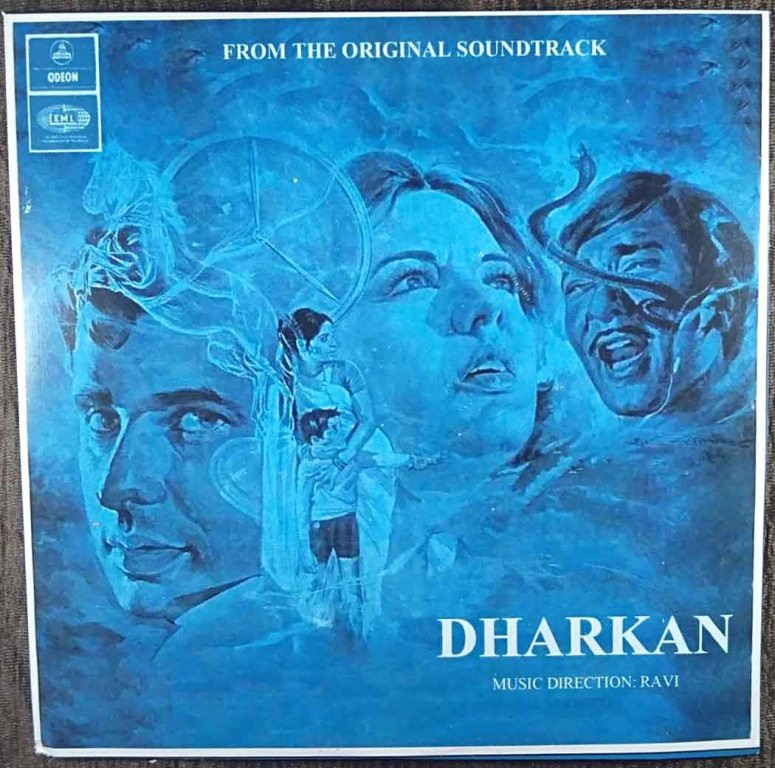 FROM THE ORIGINAL SOUNDTRACK
ODEON
EMI
DHARKAN
MUSIC DIRECTION: RAVI